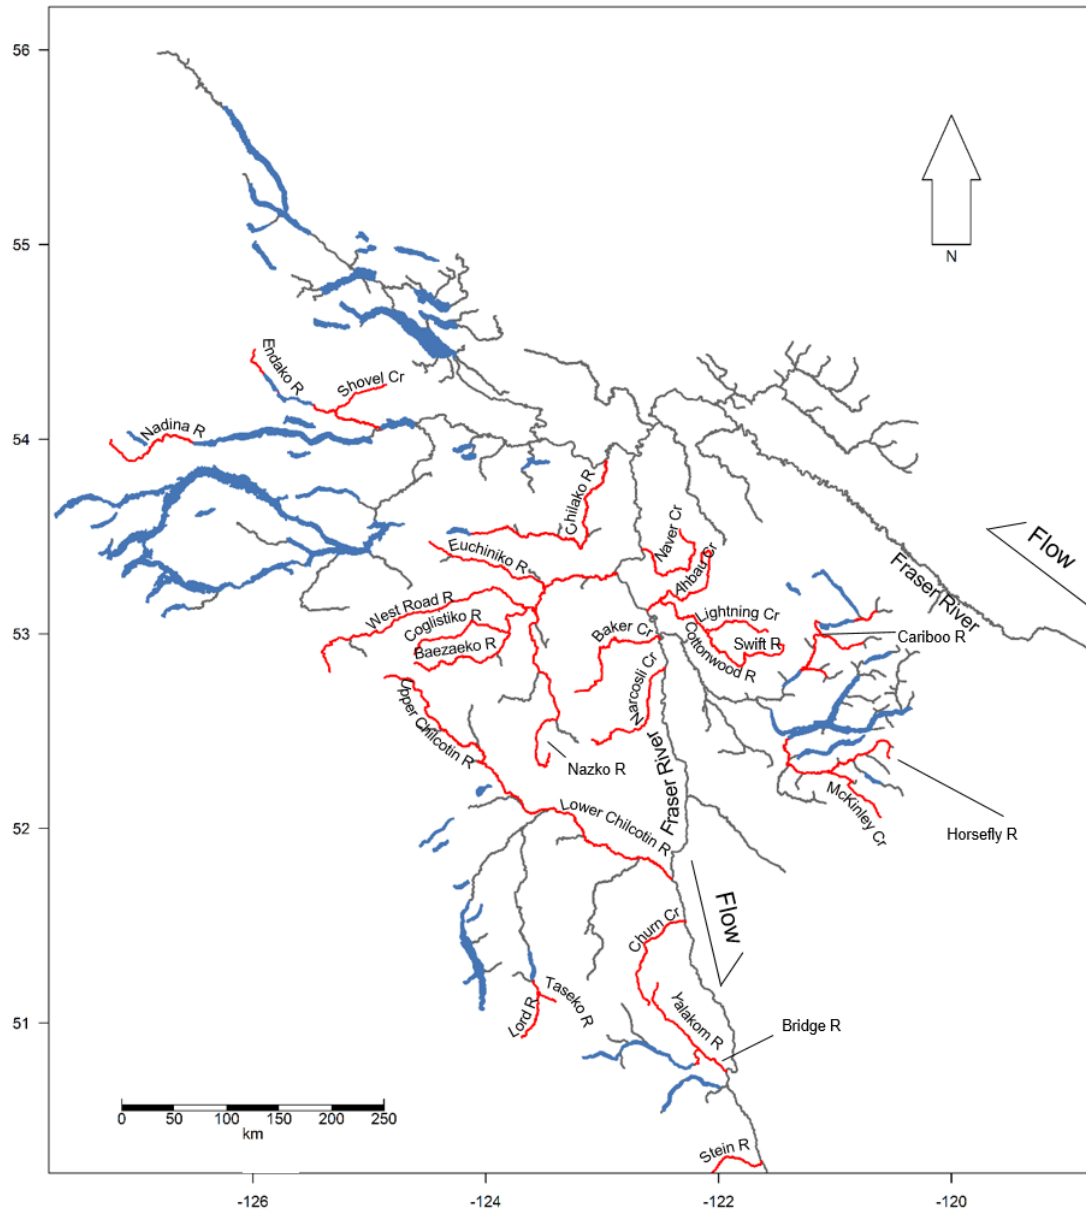 56
55
N
Endako R
Shovel Cr
54
Nadina R
Chilako R
Naver Cr
Flow
Euchiniko R
Ahbau Cr
Fraser River
West Road R
Lightning Cr
Coglistiko R
Baker Cr
Cariboo R
53
Swift R
Baezaeko R
Cottonwood R
Narcosli Cr
Upper Chilcotin R
Nazko R
Fraser River
McKinley Cr
Lower Chilcotin R
Horsefly R
52
Flow
Churn Cr
Taseko R
Lord R
Yalakom R
Bridge R
51
0 50 100 150 200 250
km
Stein R
-126 -124 -122 -120